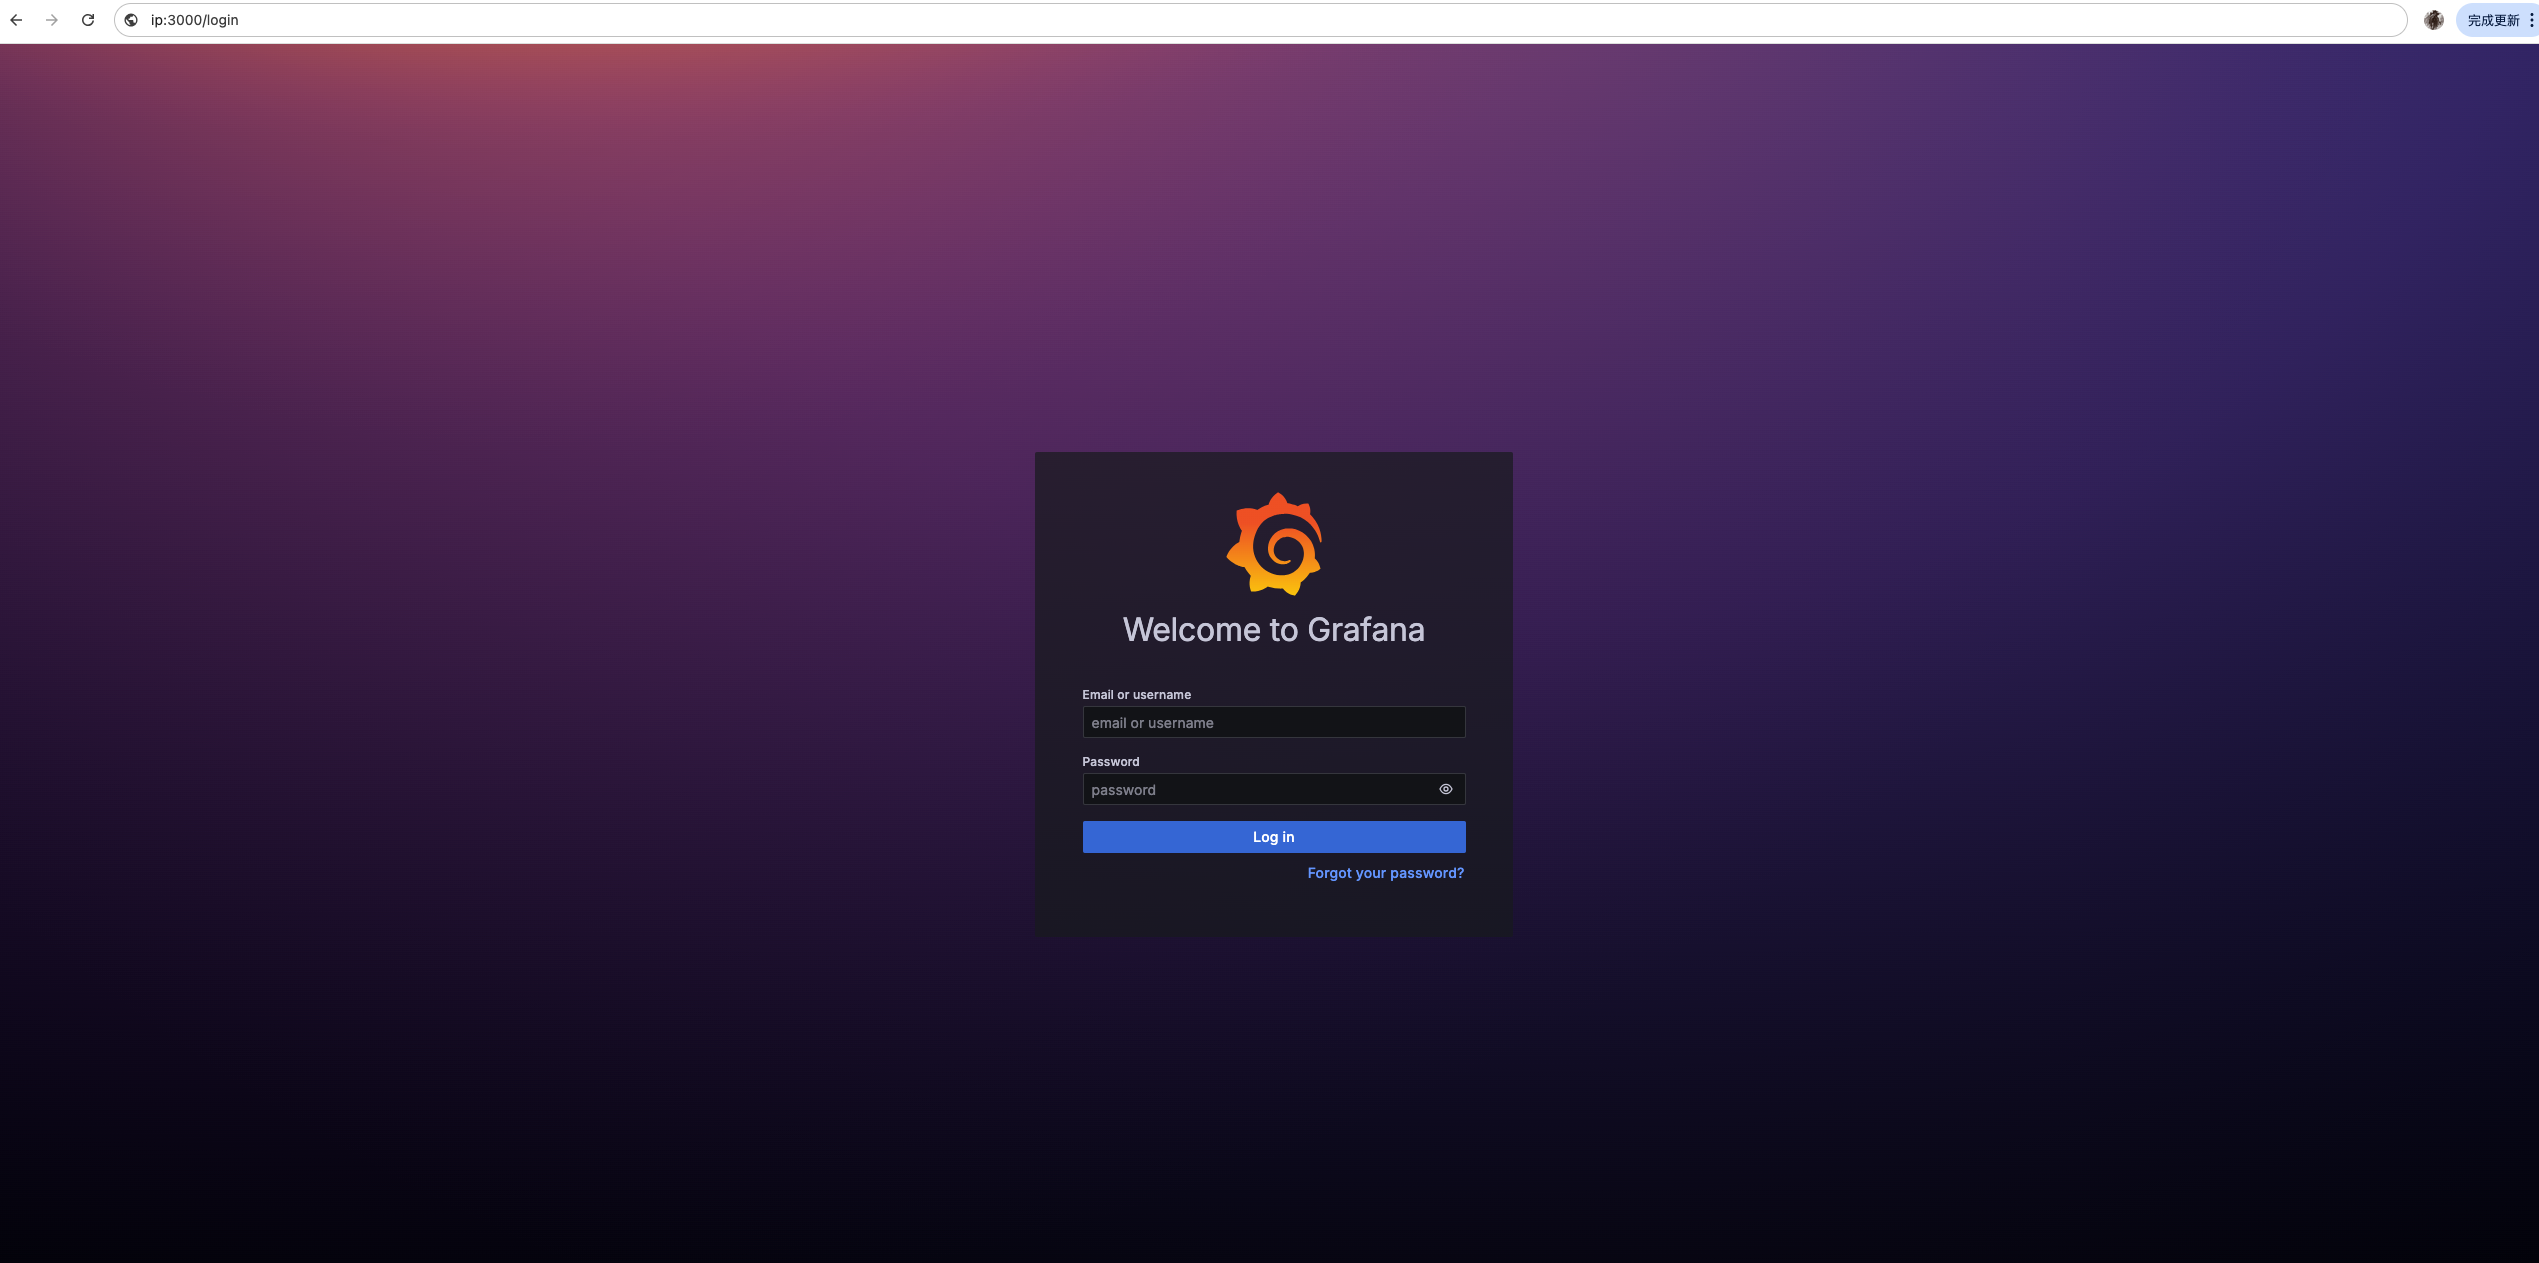 ip:3000/login
完成更新
Welcome to Grafana
Email or username
email or username
Password
password
Log in
Forgot your password?